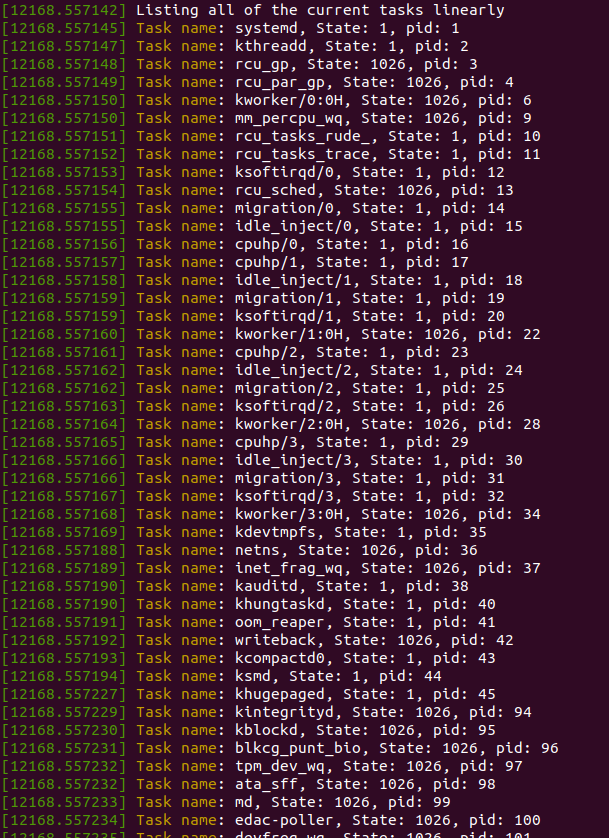 [12168.557142] Listing all of the current tasks linearly
[12168.557145] Task name: systemd, State: 1, pid: 1
[12168.557147] Task name: kthreadd, State: 1, pid: 2
[12168.557148] Task name: rcu_gp, State: 1026, pid: 3
[12168.557149] Task name: rcu_par_gp, State: 1026, pid: 4
[12168.557150] Task name: kworker/0:0H, State: 1026, pid: 6
[12168.557150] Task name: mm_percpu_wq, State: 1026, pid: 9
[12168.557151] Task name: rcu_tasks_rude_, State: 1, pid: 10
[12168.557152] Task name: rcu_tasks_trace, State: 1, pid: 11
[12168.557153] Task name: ksoftirqd/0, State: 1, pid: 12
[12168.557154] Task name: rcu_sched, State: 1026, pid: 13
[12168.557155] Task name: migration/0, State: 1, pid: 14
[12168.557155] Task name: idle_inject/0, State: 1, pid: 15
[12168.557156] Task name: cpuhp/0, State: 1, pid: 16
[12168.557157] Task name: cpuhp/1, State: 1, pid: 17
[12168.557158] Task name: idle_inject/1, State: 1, pid: 18
[12168.557159] Task name: migration/1, State: 1, pid: 19
[12168.557159] Task name: ksoftirqd/1, State: 1, pid: 20
[12168.557160] Task name: kworker/1:0H, State: 1026, pid: 22
[12168.557161] Task name: cpuhp/2, State: 1, pid: 23
[12168.557162] Task name: idle_inject/2, State: 1, pid: 24
[12168.557162] Task name: migration/2, State: 1, pid: 25
[12168.557163] Task name: ksoftirqd/2, State: 1, pid: 26
[12168.557164] Task name: kworker/2:0H, State: 1026, pid: 28
[12168.557165] Task name: cpuhp/3, State: 1, pid: 29
[12168.557166] Task name: idle_inject/3, State: 1, pid: 30
[12168.557166] Task name: migration/3, State: 1, pid: 31
[12168.557167] Task name: ksoftirqd/3, State: 1, pid: 32
[12168.557168] Task name: kworker/3:0H, State: 1026, pid: 34
[12168.557169] Task name: kdevtmpfs, State: 1, pid: 35
[12168.557188] Task name: netns, State: 1026, pid: 36
[12168.557189] Task name: inet_frag_wq, State: 1026, pid: 37
[12168.557190] Task name: kauditd, State: 1, pid: 38
[12168.557190] Task name: khungtaskd, State: 1, pid: 40
[12168.557191] Task name: oom_reaper, State: 1, pid: 41
[12168.557192] Task name: writeback, State: 1026, pid: 42
[12168.557193] Task name: kcompactd0, State: 1, pid: 43
[12168.557194] Task name: ksmd, State: 1, pid: 44
[12168.557227] Task name: khugepaged, State: 1, pid: 45
[12168.557229] Task name: kintegrityd, State: 1026, pid: 94
[12168.557230] Task name: kblockd, State: 1026, pid: 95
[12168.557231] Task name: blkcg_punt_bio, State: 1026, pid: 96
[12168.557232] Task name: tpm_dev_wq, State: 1026, pid: 97
[12168.557232] Task name: ata_sff, State: 1026, pid: 98
[12168.557233] Task name: md, State: 1026, pid: 99
[12168.557234] Task name: edac-poller, State: 1026, pid: 100
[12168.557235] Task name: devfreq_wq, State: 1026, pid: 101